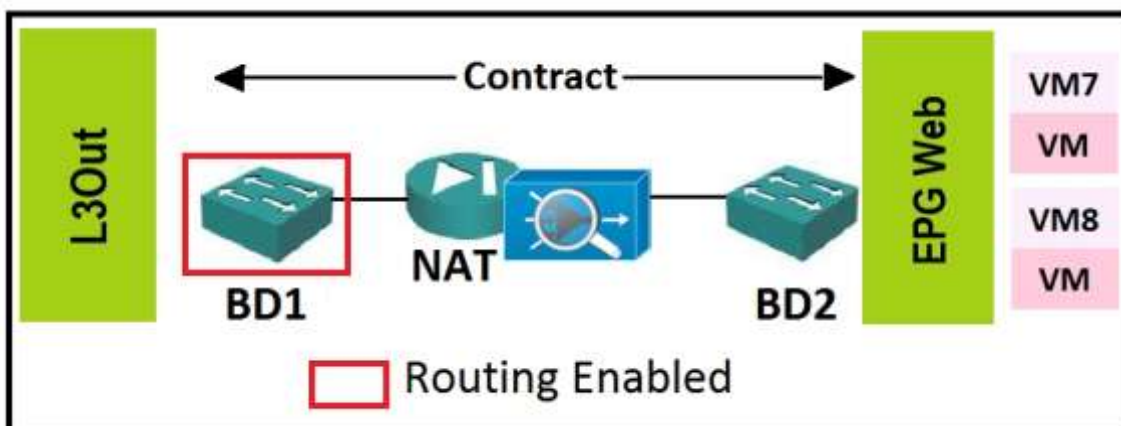 L3Out
Contract
NAT
BD1
BD2
EPG Web
VM7
VM
VM8
VM
Routing Enabled